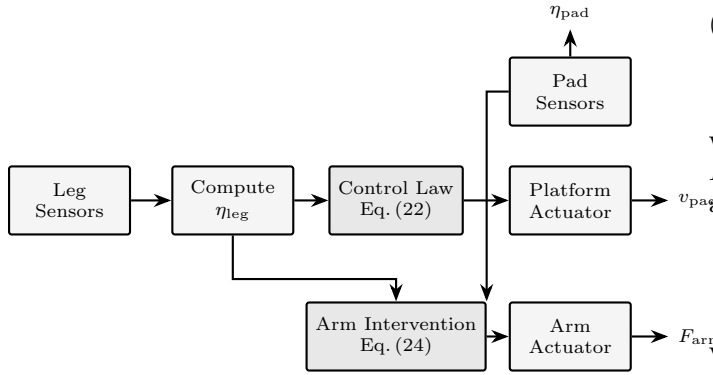 η_pad
Pad
Sensors
Leg
Sensors
Compute
η_leg
Control Law
Eq. (22)
Platform
Actuator
Arm Intervention
Eq. (24)
Arm
Actuator